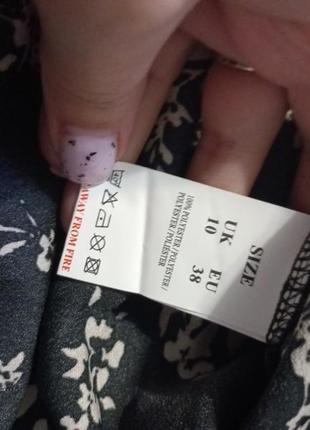 SIZE
UK EU
10 38
100% POLYESTER/POLYESTER/
POLYESTER/POLIESTER
AWAY FROM FIRE